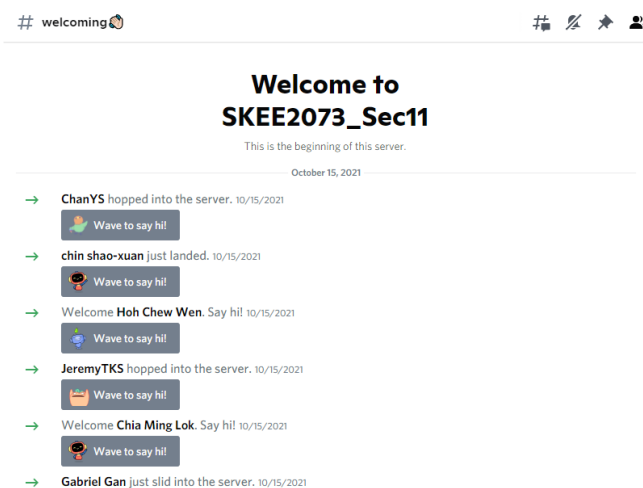 # welcoming👋
Welcome to
SKEE2073_Sec11
This is the beginning of this server.
October 15, 2021
ChanYS hopped into the server. 10/15/2021
Wave to say hi!
chin shao-xuan just landed. 10/15/2021
Wave to say hi!
Welcome Hoh Chew Wen. Say hi! 10/15/2021
Wave to say hi!
JeremyTKS hopped into the server. 10/15/2021
Wave to say hi!
Welcome Chia Ming Lok. Say hi! 10/15/2021
Wave to say hi!
Gabriel Gan just slid into the server. 10/15/2021